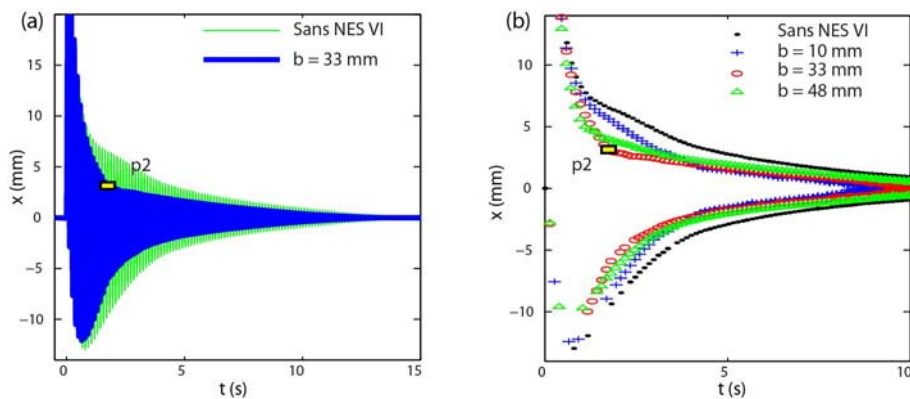 (a)
Sans NES VI
b = 33 mm
15
10
5
0
−5
−10
x (mm)
p2
0
5
10
15
t (s)
(b)
Sans NES VI
b = 10 mm
b = 33 mm
b = 48 mm
10
5
0
−5
−10
x (mm)
p2
0
5
10
t (s)